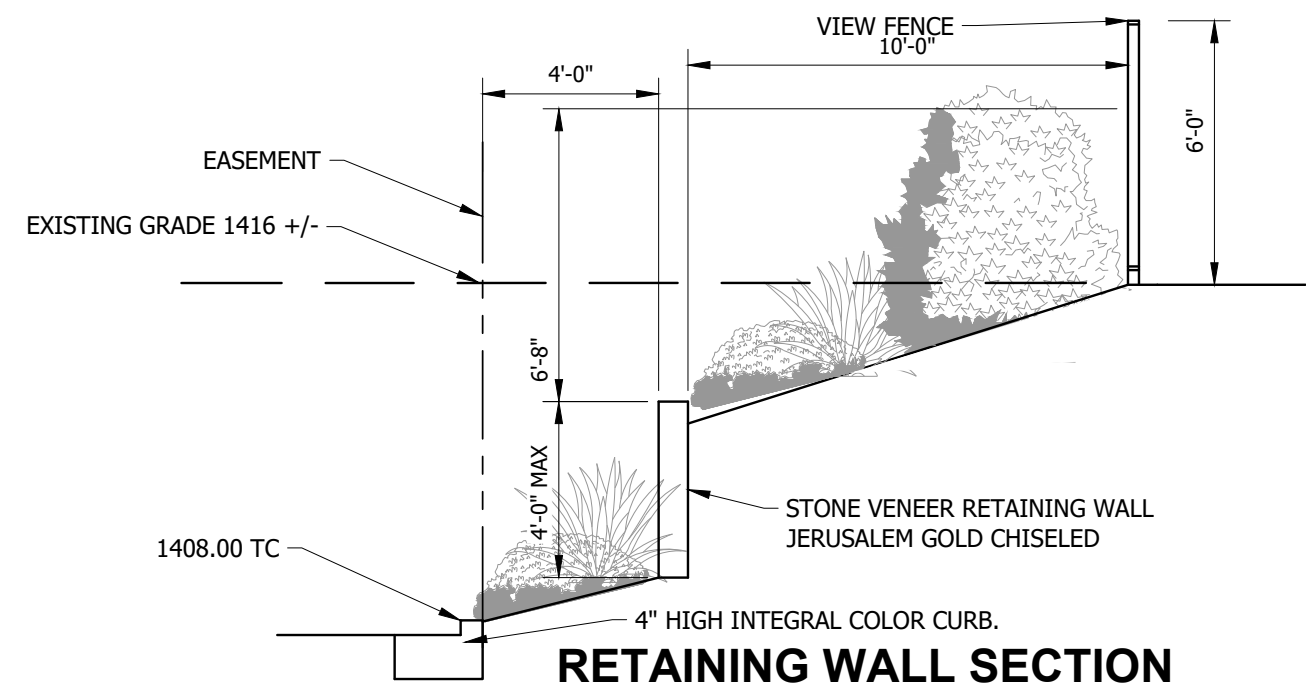 VIEW FENCE
10'-0"
4'-0"
6'-0"
EASEMENT
EXISTING GRADE 1416 +/-
6'-8"
4'-0" MAX
STONE VENEER RETAINING WALL
JERUSALEM GOLD CHISELED
1408.00 TC
4" HIGH INTEGRAL COLOR CURB.
RETAINING WALL SECTION